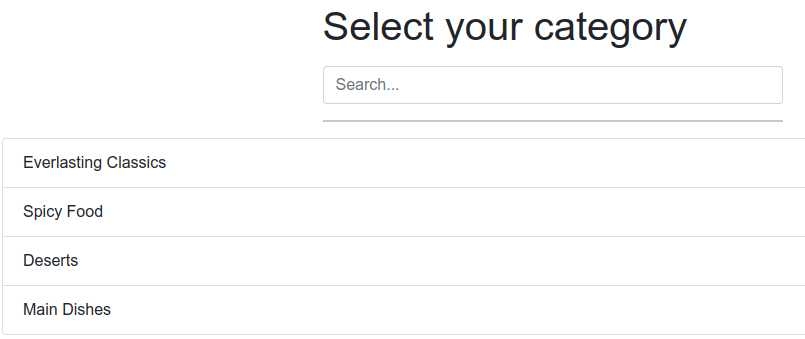 Select your category
Search...
Everlasting Classics
Spicy Food
Deserts
Main Dishes